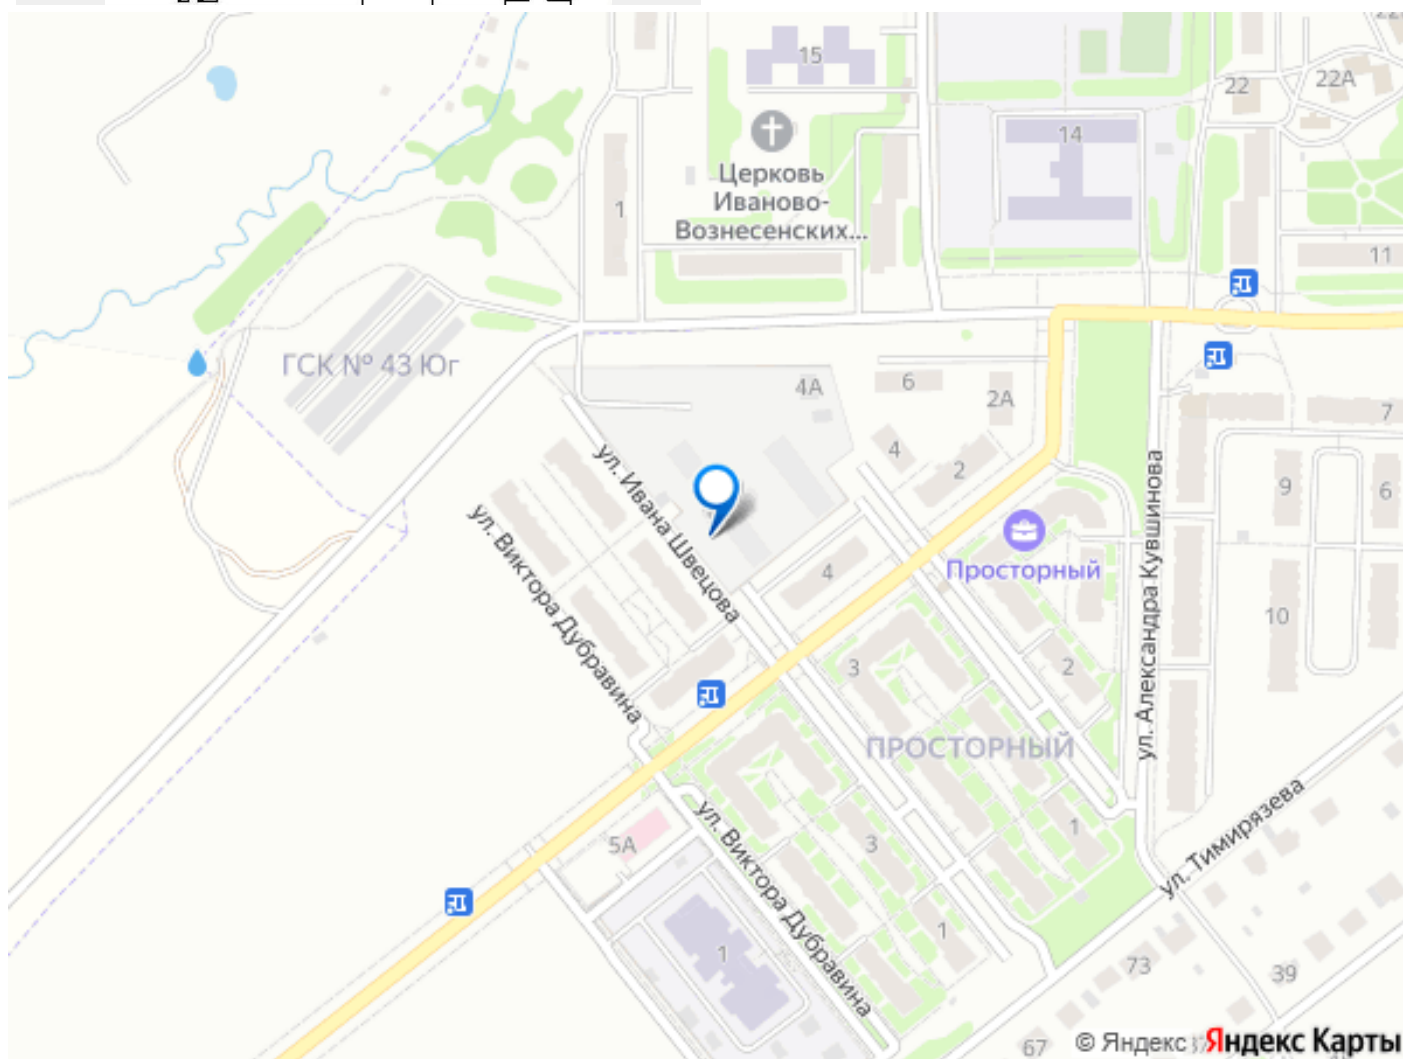 15
22
22А
14
Церковь
Иваново-
Вознесенских...
1
11
ГСК № 43 Юг
4А
6
2А
7
4
2
9
6
ул. Ивана Швецова
ул. Виктора Дубравина
Просторный
4
ул. Александра Кувшинова
10
3
2
ПРОСТОРНЫЙ
ул. Виктора Дубравина
5А
3
1
ул. Тимирязева
1
1
73
39
67
© Яндекс
Яндекс Карты